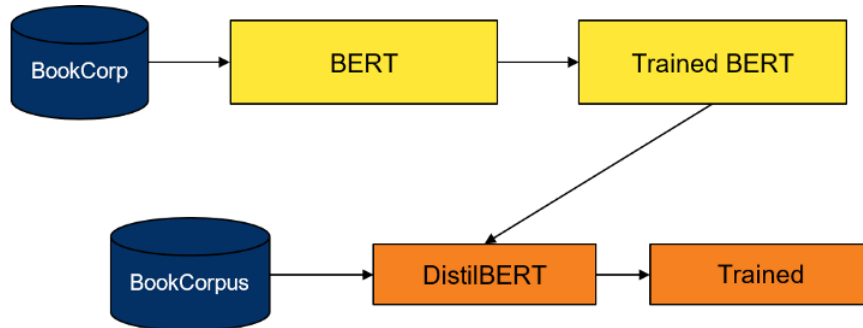 BookCorp
BERT
Trained BERT
BookCorpus
DistilBERT
Trained